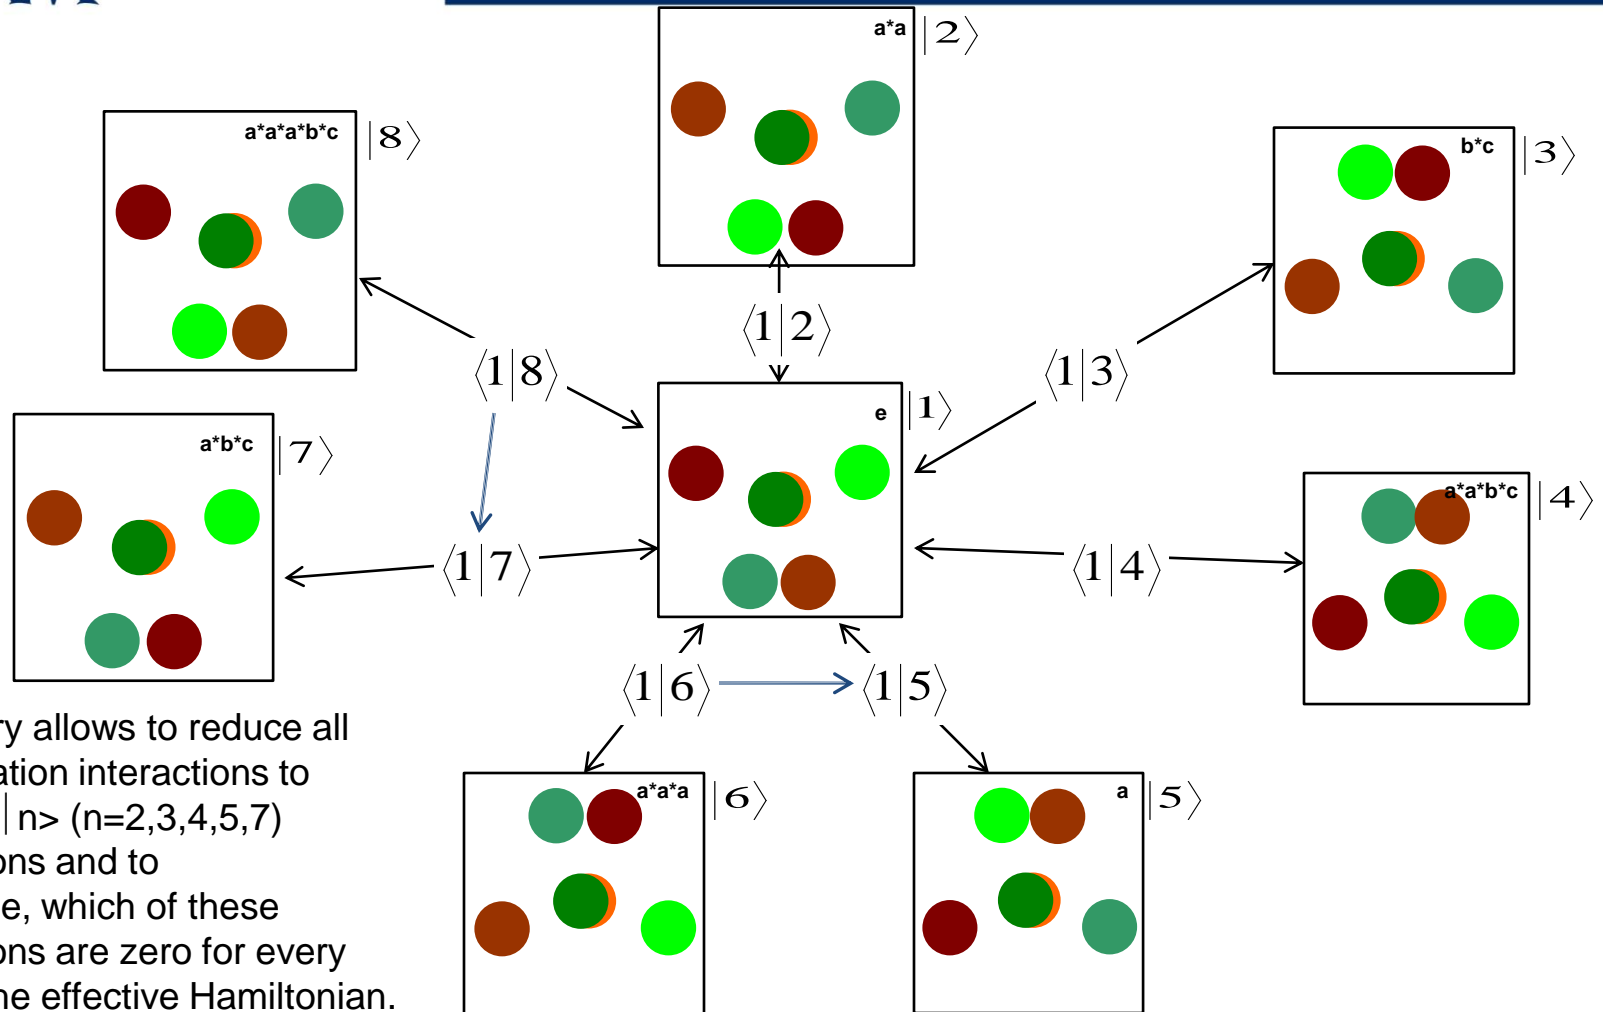 a*a |2⟩
a*a*a*b*c |8⟩
b*c |3⟩
⟨1|2⟩
⟨1|8⟩
⟨1|3⟩
e |1⟩
a*b*c |7⟩
a*a*b*c |4⟩
⟨1|7⟩
⟨1|4⟩
⟨1|6⟩
⟨1|5⟩
ry allows to reduce all
ation interactions to
|n> (n=2,3,4,5,7)
ons and to
e, which of these
ons are zero for every
ne effective Hamiltonian.
a*a*a |6⟩
a |5⟩